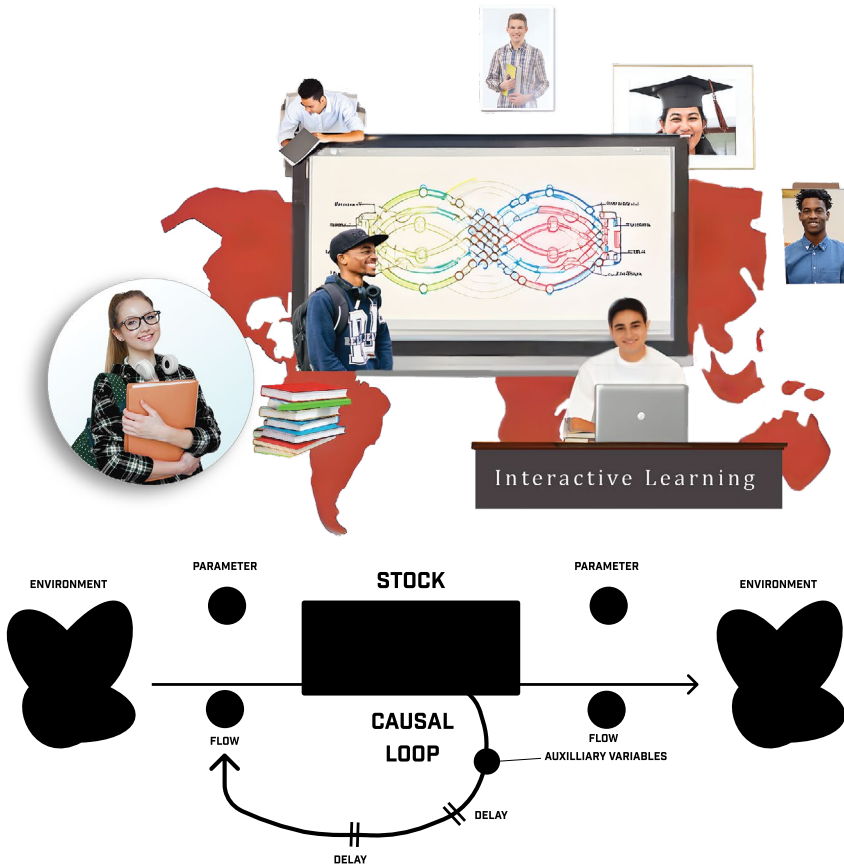 Interactive Learning
PARAMETER
STOCK
PARAMETER
ENVIRONMENT
ENVIRONMENT
CAUSAL
LOOP
FLOW
FLOW
AUXILLIARY VARIABLES
DELAY
DELAY